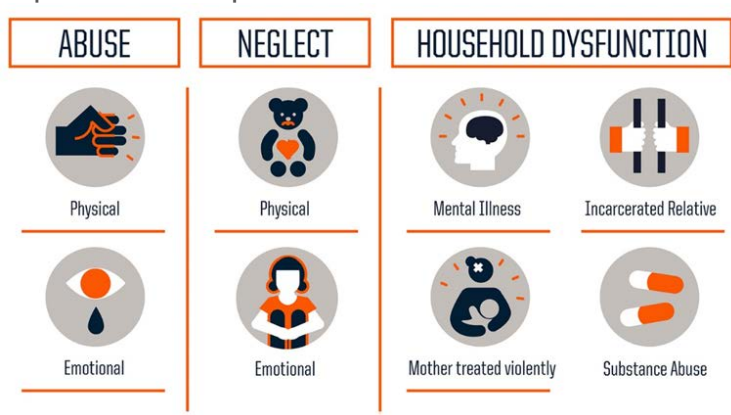 ABUSE
NEGLECT
HOUSEHOLD DYSFUNCTION
Physical
Physical
Mental Illness
Incarcerated Relative
Emotional
Emotional
Mother treated violently
Substance Abuse